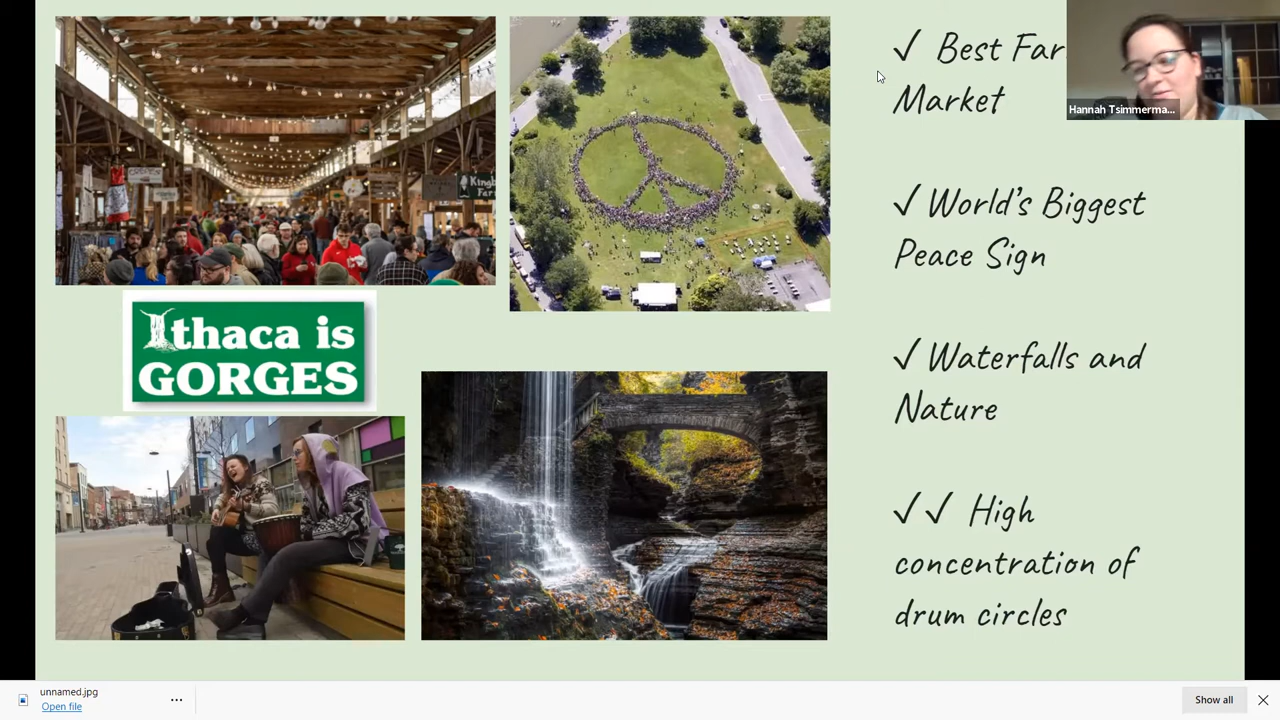 ✓ Best Far
Market
Hannah Tsimmerma...
✓ World's Biggest
Peace Sign
Ithaca is
GORGES
✓ Waterfalls and
Nature
✓✓ High
concentration of
drum circles
unnamed.jpg
Open file
Show all